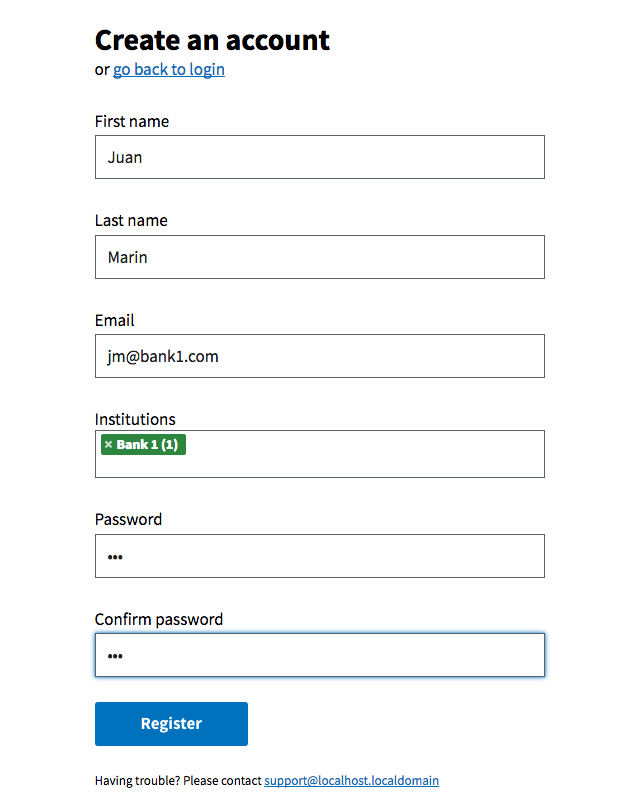 Create an account
or go back to login
First name
Juan
Last name
Marin
Email
jm@bank1.com
Institutions
× Bank 1 (1)
Password
•••
Confirm password
•••
Register
Having trouble? Please contact support@localhost.localdomain